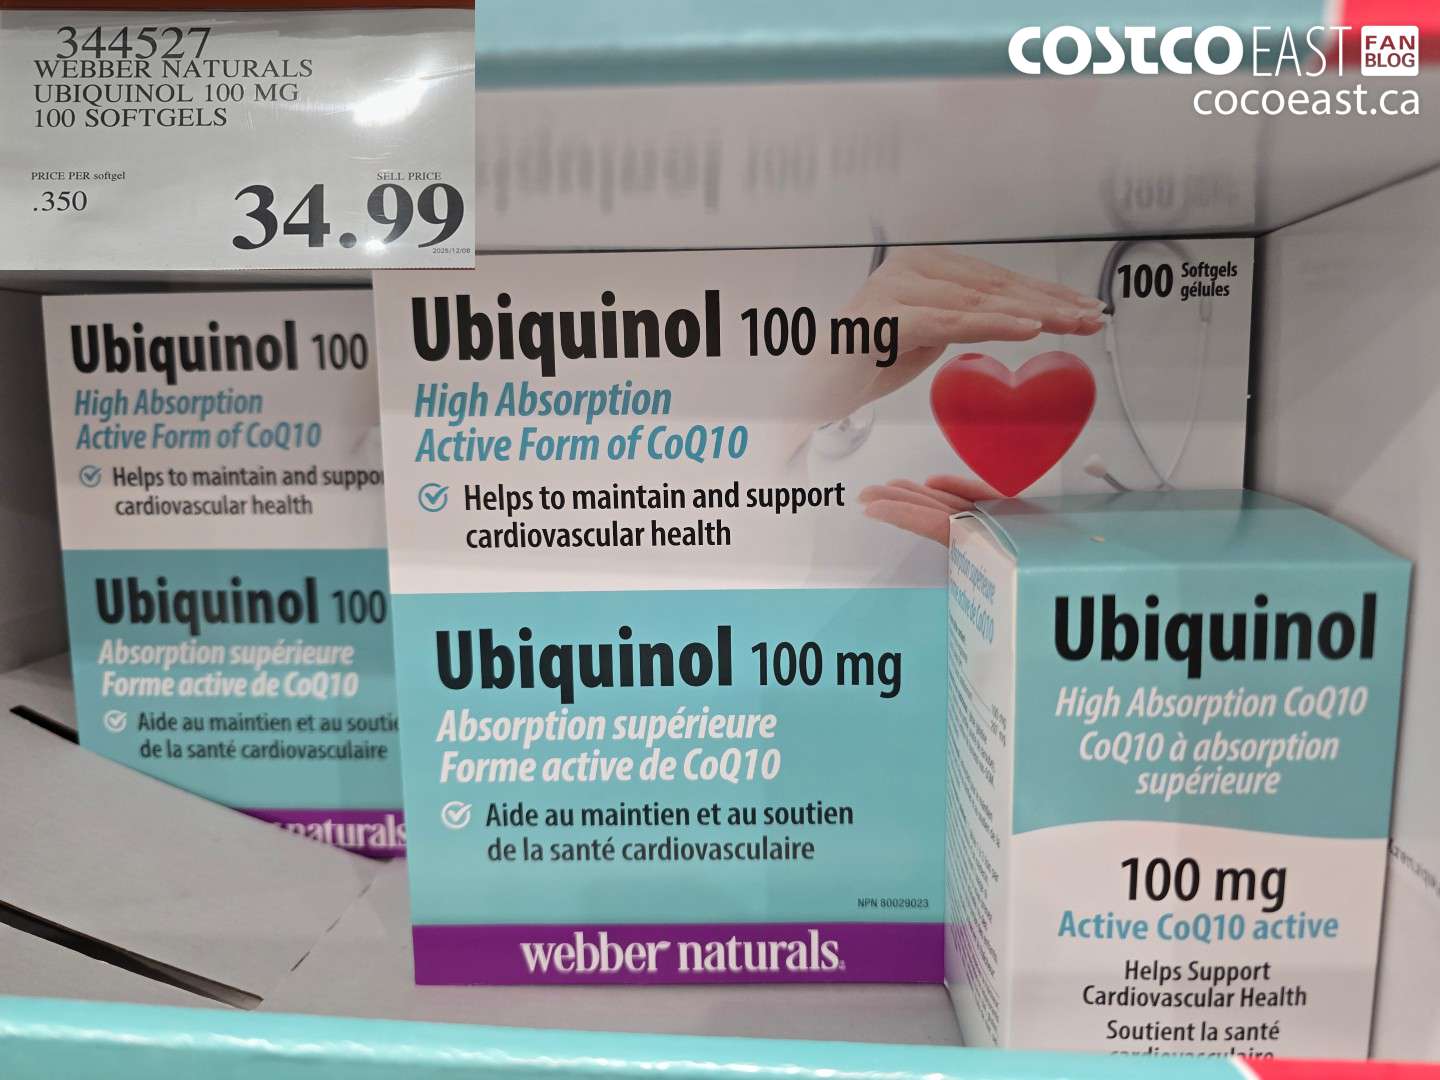 344527
WEBBER NATURALS
UBIQUINOL 100 MG
100 SOFTGELS
PRICE PER softgel
.350
SELL PRICE
34.99
2025/12/08
COSTCO EAST FAN BLOG
cocoeast.ca
Ubiquinol 100
High Absorption
Active Form of CoQ10
Helps to maintain and suppo
cardiovascular health
Ubiquinol 100
Absorption supérieure
Forme active de CoQ10
Aide au maintien et au soutie
de la santé cardiovasculaire
naturals
100 Softgels
gélules
Ubiquinol 100 mg
High Absorption
Active Form of CoQ10
Helps to maintain and support
cardiovascular health
Ubiquinol 100 mg
Absorption supérieure
Forme active de CoQ10
Aide au maintien et au soutien
de la santé cardiovasculaire
NPN 80029023
webber naturals
Ubiquinol
High Absorption CoQ10
CoQ10 à absorption
supérieure
100 mg
Active CoQ10 active
Helps Support
Cardiovascular Health
Soutient la santé
cardiovasculaire